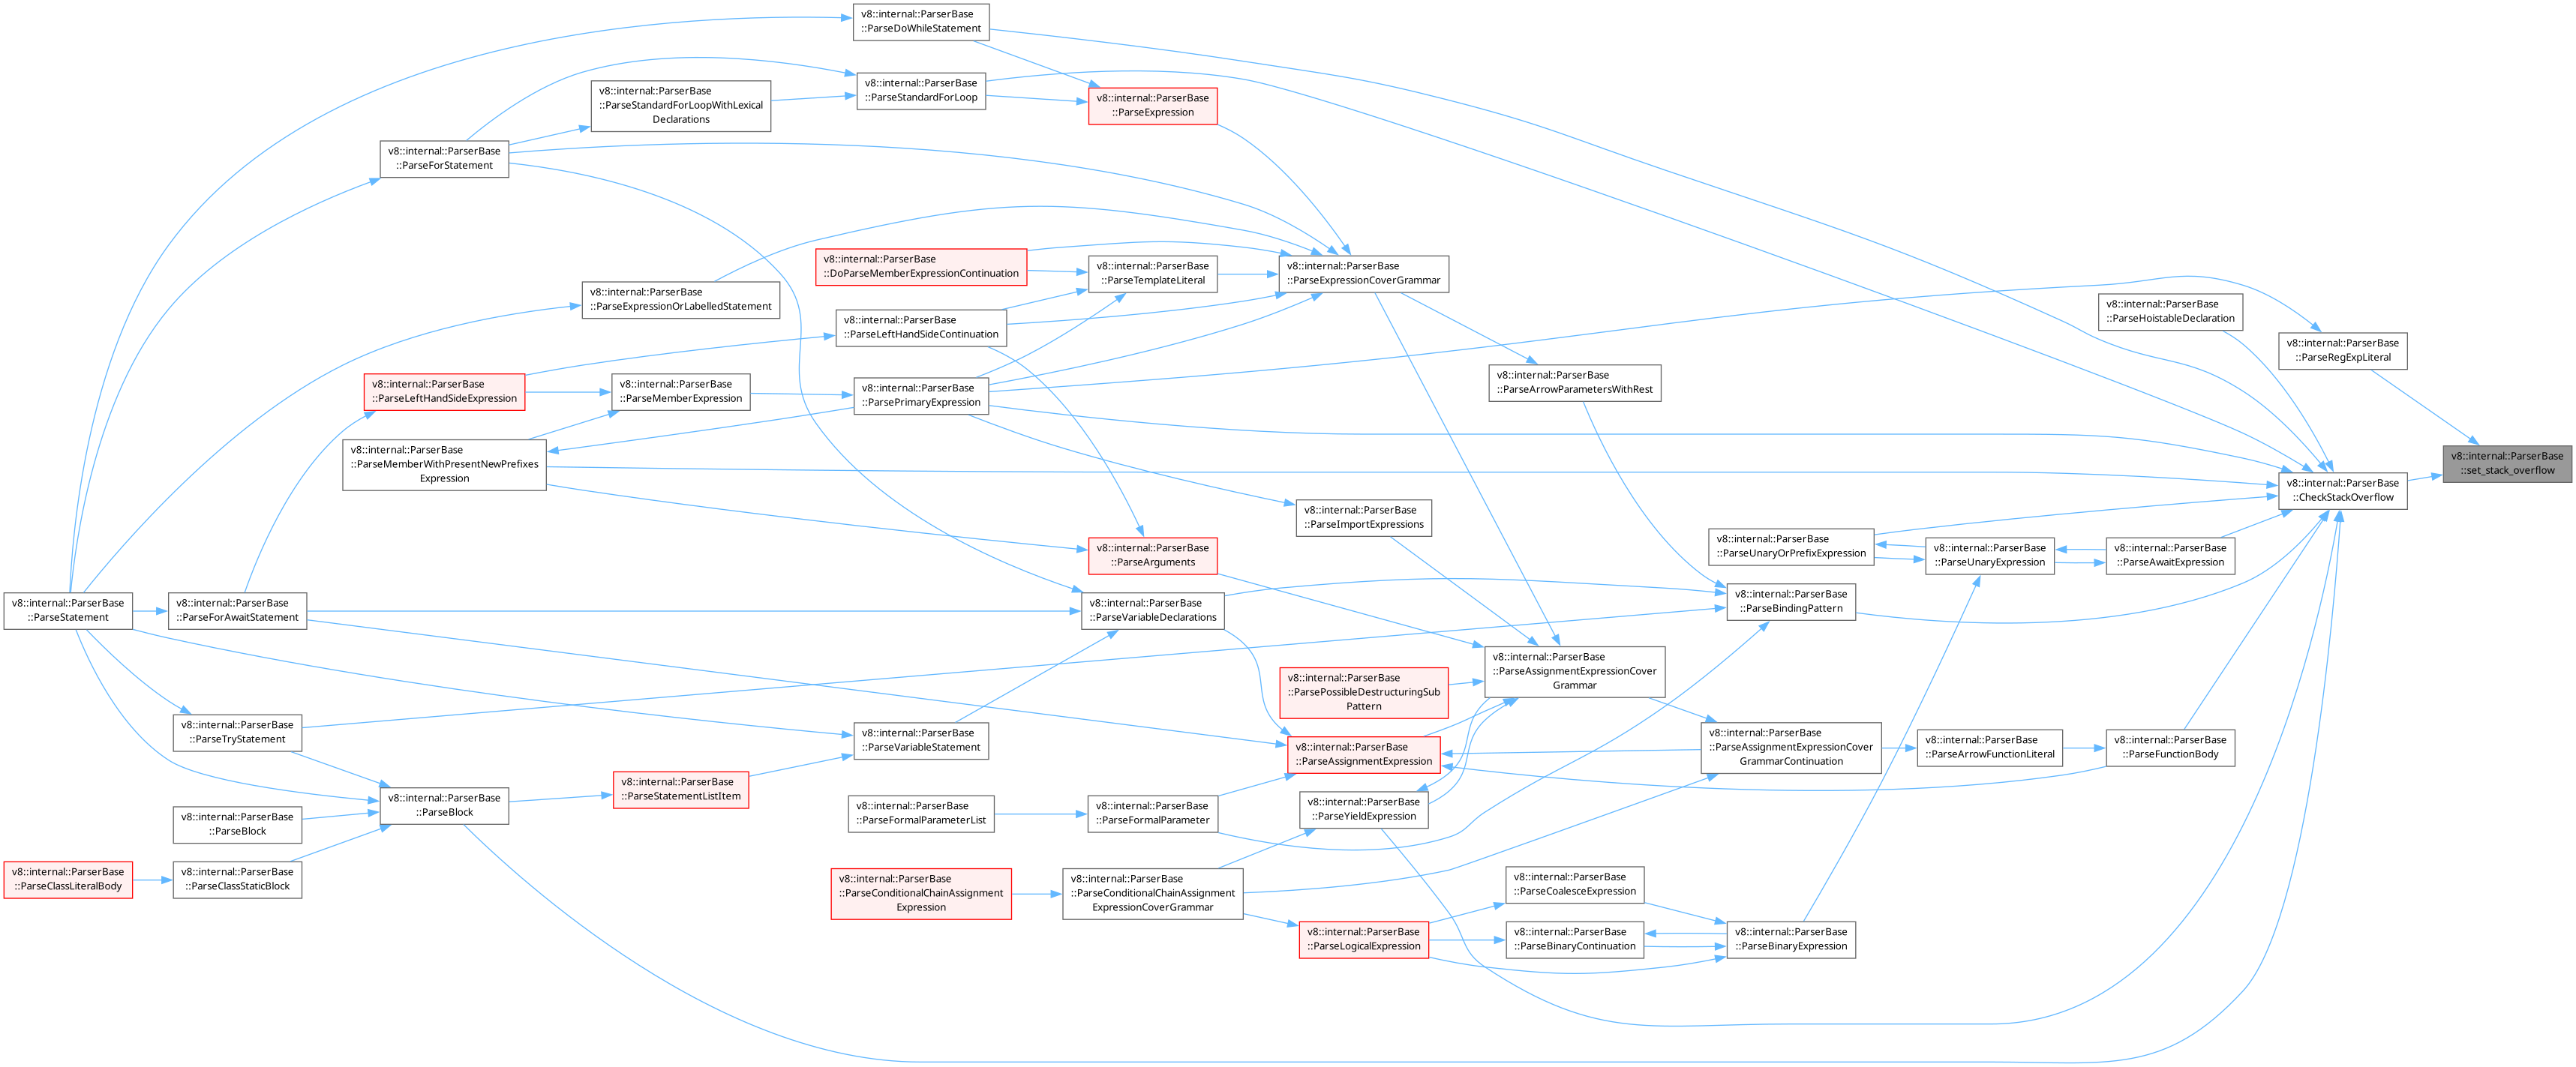 v8::internal::ParserBase
::ParseDoWhileStatement
v8::internal::ParserBase
::ParseStandardForLoop
v8::internal::ParserBase
::ParseStandardForLoopWithLexical
Declarations
v8::internal::ParserBase
::ParseExpression
v8::internal::ParserBase
::ParseForStatement
v8::internal::ParserBase
::DoParseMemberExpressionContinuation
v8::internal::ParserBase
::ParseTemplateLiteral
v8::internal::ParserBase
::ParseExpressionCoverGrammar
v8::internal::ParserBase
::ParseExpressionOrLabelledStatement
v8::internal::ParserBase
::ParseHoistableDeclaration
v8::internal::ParserBase
::ParseLeftHandSideContinuation
v8::internal::ParserBase
::ParseRegExpLiteral
v8::internal::ParserBase
::ParseLeftHandSideExpression
v8::internal::ParserBase
::ParseMemberExpression
v8::internal::ParserBase
::ParsePrimaryExpression
v8::internal::ParserBase
::ParseArrowParametersWithRest
v8::internal::ParserBase
::ParseMemberWithPresentNewPrefixes
Expression
v8::internal::ParserBase
::set_stack_overflow
v8::internal::ParserBase
::CheckStackOverflow
v8::internal::ParserBase
::ParseImportExpressions
v8::internal::ParserBase
::ParseUnaryOrPrefixExpression
v8::internal::ParserBase
::ParseArguments
v8::internal::ParserBase
::ParseUnaryExpression
v8::internal::ParserBase
::ParseAwaitExpression
v8::internal::ParserBase
::ParseStatement
v8::internal::ParserBase
::ParseForAwaitStatement
v8::internal::ParserBase
::ParseVariableDeclarations
v8::internal::ParserBase
::ParseBindingPattern
v8::internal::ParserBase
::ParseAssignmentExpressionCover
Grammar
v8::internal::ParserBase
::ParsePossibleDestructuringSub
Pattern
v8::internal::ParserBase
::ParseTryStatement
v8::internal::ParserBase
::ParseVariableStatement
v8::internal::ParserBase
::ParseAssignmentExpression
v8::internal::ParserBase
::ParseAssignmentExpressionCover
GrammarContinuation
v8::internal::ParserBase
::ParseArrowFunctionLiteral
v8::internal::ParserBase
::ParseFunctionBody
v8::internal::ParserBase
::ParseStatementListItem
v8::internal::ParserBase
::ParseBlock
v8::internal::ParserBase
::ParseBlock
v8::internal::ParserBase
::ParseFormalParameterList
v8::internal::ParserBase
::ParseFormalParameter
v8::internal::ParserBase
::ParseYieldExpression
v8::internal::ParserBase
::ParseClassLiteralBody
v8::internal::ParserBase
::ParseClassStaticBlock
v8::internal::ParserBase
::ParseConditionalChainAssignment
Expression
v8::internal::ParserBase
::ParseConditionalChainAssignment
ExpressionCoverGrammar
v8::internal::ParserBase
::ParseCoalesceExpression
v8::internal::ParserBase
::ParseLogicalExpression
v8::internal::ParserBase
::ParseBinaryContinuation
v8::internal::ParserBase
::ParseBinaryExpression